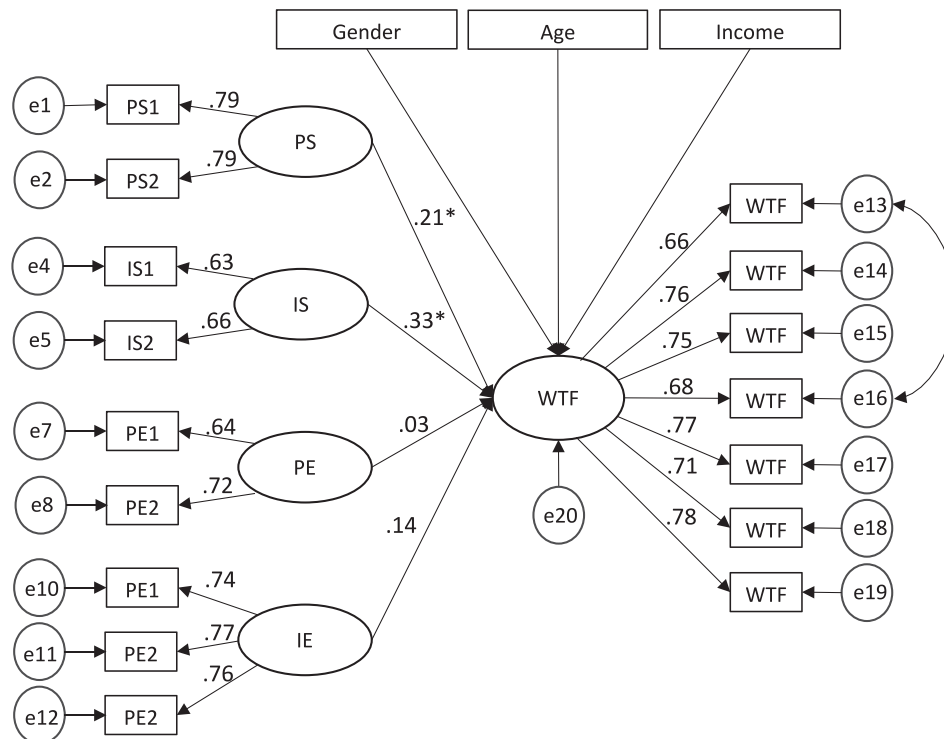 Gender
Age
Income
e1
PS1
.79
PS
e2
PS2
.79
.21*
e4
IS1
.63
IS
e5
IS2
.66
.33*
e7
PE1
.64
PE
.03
e8
PE2
.72
.14
e10
PE1
.74
IE
e11
PE2
.77
e12
PE2
.76
WTF
e20
.66
WTF
e13
.76
WTF
e14
.75
WTF
e15
.68
WTF
e16
.77
WTF
e17
.71
WTF
e18
.78
WTF
e19